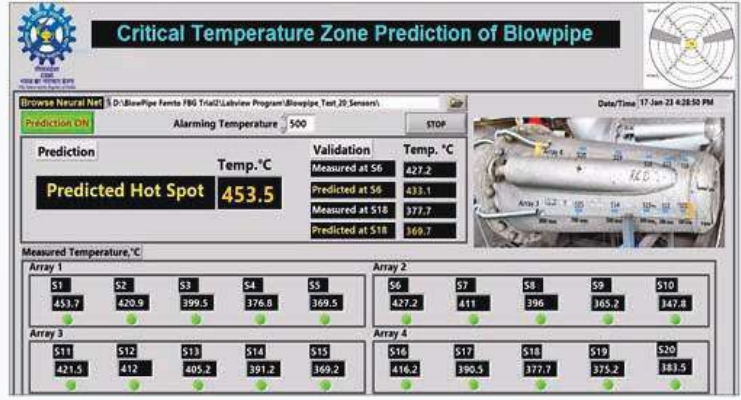 Critical Temperature Zone Prediction of Blowpipe
CSIR
Browse Neural Net D:\BlowPipe Femto FBG Trial2\Labview Program\Blowpipe_Test_20_Sensors\
Date/Time 17 Jan 23 4:28:50 PM
Prediction ON
Alarming Temperature 500
STOP
Prediction
Temp.°C
Predicted Hot Spot 453.5
Validation Temp. °C
Measured at S6 427.2
Predicted at S6 433.1
Measured at S18 377.7
Predicted at S18 369.7
Measured Temperature,°C
Array 1
S1 S2 S3 S4 S5
453.7 420.9 399.5 376.8 369.5
Array 2
S6 S7 S8 S9 S10
427.2 411 396 365.2 347.8
Array 3
S11 S12 S13 S14 S15
421.5 412 405.2 391.2 369.2
Array 4
S16 S17 S18 S19 S20
416.2 390.5 377.7 375.2 383.5